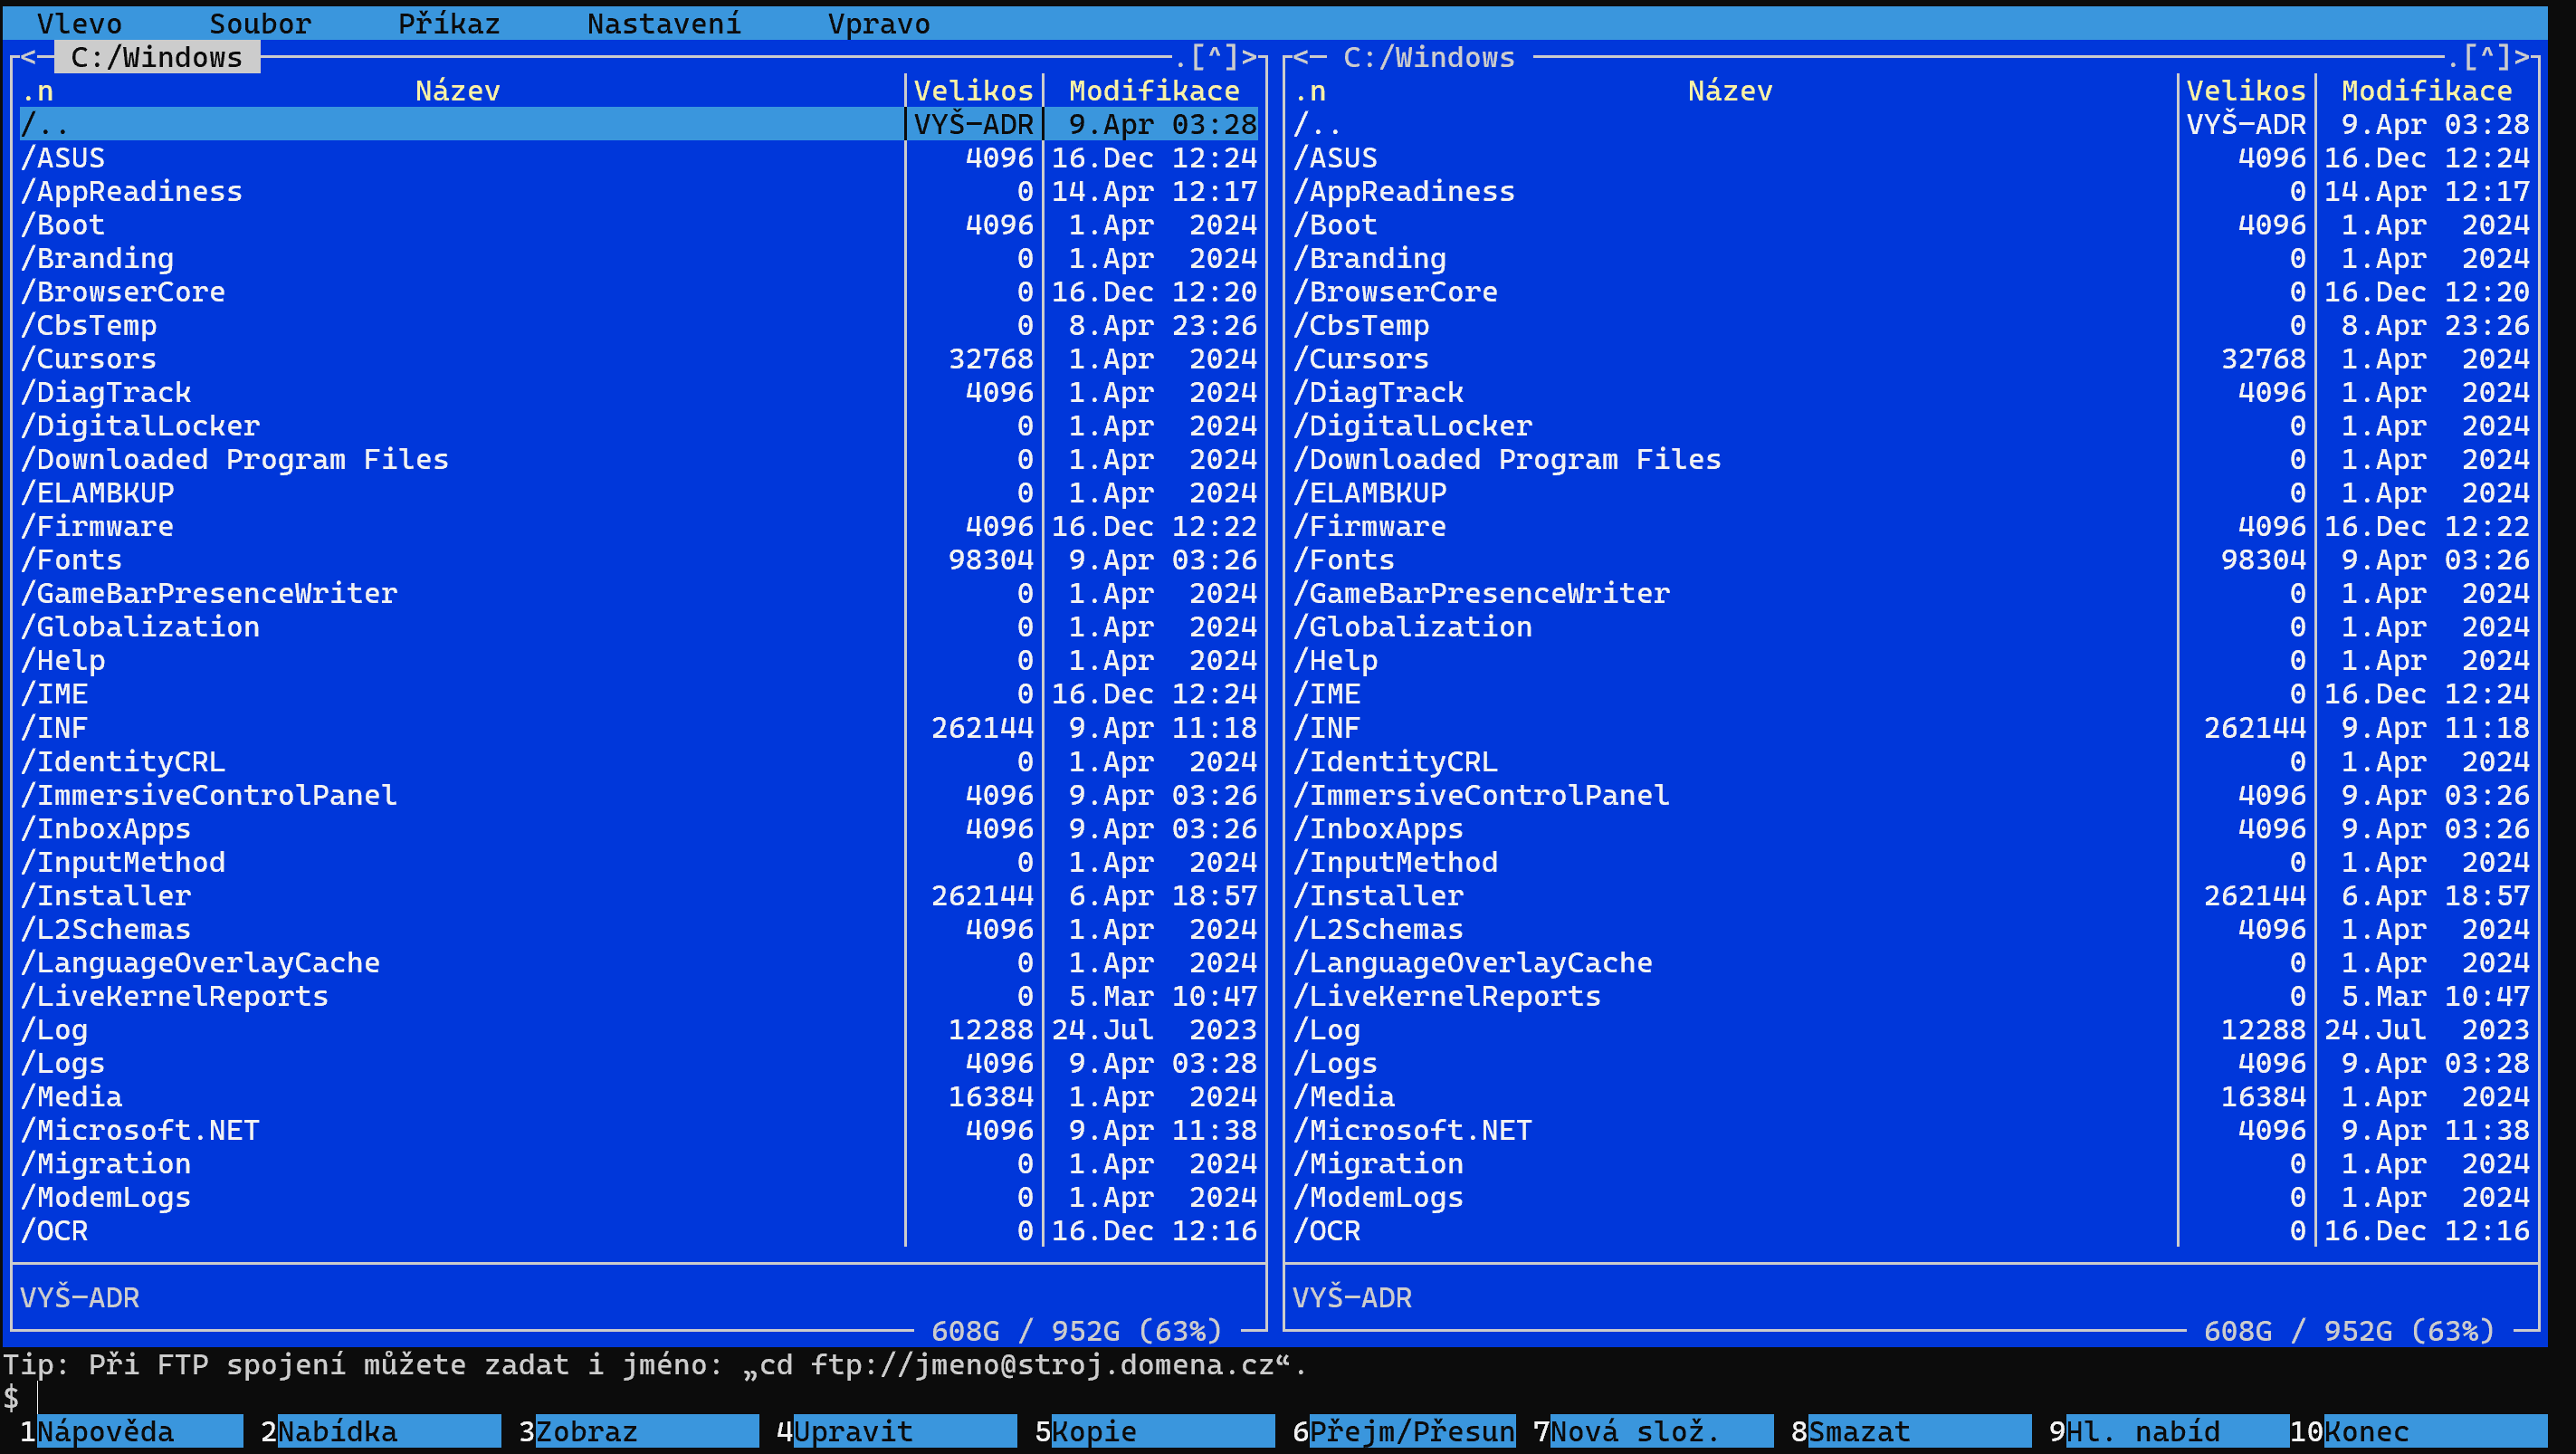 Vlevo Soubor Příkaz Nastavení Vpravo
<─ C:/Windows .[^]> <─ C:/Windows .[^]>
.n Název Velikos Modifikace .n Název Velikos Modifikace
/.. VYŠ—ADR 9.Apr 03:28 /.. VYŠ—ADR 9.Apr 03:28
/ASUS 4096 16.Dec 12:24 /ASUS 4096 16.Dec 12:24
/AppReadiness 0 14.Apr 12:17 /AppReadiness 0 14.Apr 12:17
/Boot 4096 1.Apr 2024 /Boot 4096 1.Apr 2024
/Branding 0 1.Apr 2024 /Branding 0 1.Apr 2024
/BrowserCore 0 16.Dec 12:20 /BrowserCore 0 16.Dec 12:20
/CbsTemp 0 8.Apr 23:26 /CbsTemp 0 8.Apr 23:26
/Cursors 32768 1.Apr 2024 /Cursors 32768 1.Apr 2024
/DiagTrack 4096 1.Apr 2024 /DiagTrack 4096 1.Apr 2024
/DigitalLocker 0 1.Apr 2024 /DigitalLocker 0 1.Apr 2024
/Downloaded Program Files 0 1.Apr 2024 /Downloaded Program Files 0 1.Apr 2024
/ELAMBKUP 0 1.Apr 2024 /ELAMBKUP 0 1.Apr 2024
/Firmware 4096 16.Dec 12:22 /Firmware 4096 16.Dec 12:22
/Fonts 98304 9.Apr 03:26 /Fonts 98304 9.Apr 03:26
/GameBarPresenceWriter 0 1.Apr 2024 /GameBarPresenceWriter 0 1.Apr 2024
/Globalization 0 1.Apr 2024 /Globalization 0 1.Apr 2024
/Help 0 1.Apr 2024 /Help 0 1.Apr 2024
/IME 0 16.Dec 12:24 /IME 0 16.Dec 12:24
/INF 262144 9.Apr 11:18 /INF 262144 9.Apr 11:18
/IdentityCRL 0 1.Apr 2024 /IdentityCRL 0 1.Apr 2024
/ImmersiveControlPanel 4096 9.Apr 03:26 /ImmersiveControlPanel 4096 9.Apr 03:26
/InboxApps 4096 9.Apr 03:26 /InboxApps 4096 9.Apr 03:26
/InputMethod 0 1.Apr 2024 /InputMethod 0 1.Apr 2024
/Installer 262144 6.Apr 18:57 /Installer 262144 6.Apr 18:57
/L2Schemas 4096 1.Apr 2024 /L2Schemas 4096 1.Apr 2024
/LanguageOverlayCache 0 1.Apr 2024 /LanguageOverlayCache 0 1.Apr 2024
/LiveKernelReports 0 5.Mar 10:47 /LiveKernelReports 0 5.Mar 10:47
/Log 12288 24.Jul 2023 /Log 12288 24.Jul 2023
/Logs 4096 9.Apr 03:28 /Logs 4096 9.Apr 03:28
/Media 16384 1.Apr 2024 /Media 16384 1.Apr 2024
/Microsoft.NET 4096 9.Apr 11:38 /Microsoft.NET 4096 9.Apr 11:38
/Migration 0 1.Apr 2024 /Migration 0 1.Apr 2024
/ModemLogs 0 1.Apr 2024 /ModemLogs 0 1.Apr 2024
/OCR 0 16.Dec 12:16 /OCR 0 16.Dec 12:16
VYŠ—ADR VYŠ—ADR
608G / 952G (63%) 608G / 952G (63%)
Tip: Při FTP spojení můžete zadat i jméno: „cd ftp://jmeno@stroj.domena.cz“.
$
1Nápověda 2Nabídka 3Zobraz 4Upravit 5Kopie 6Přejm/Přesun 7Nová slož. 8Smazat 9Hl. nabíd 10Konec